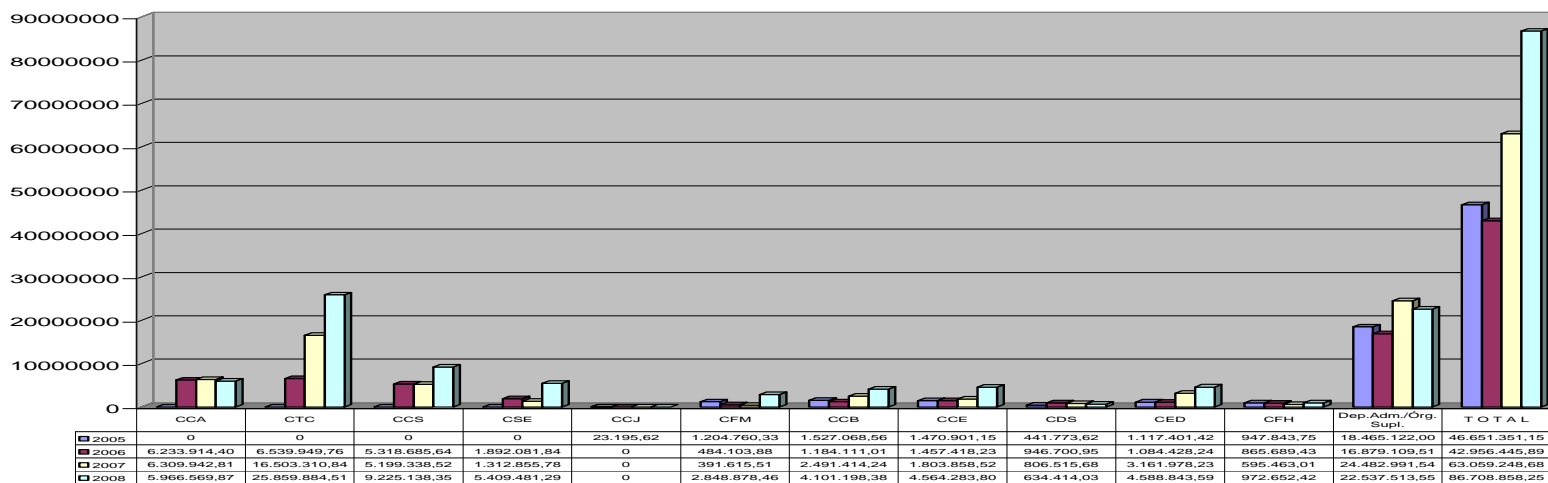 90000000
80000000
70000000
60000000
50000000
40000000
30000000
20000000
10000000
0
CCA CTC CCS CSE CCJ CFM CCB CCE CDS CED CFH Dep.Adm./Órg. Supl. T O T A L
2005 0 0 0 0 23.195,62 1.204.760,33 1.527.068,56 1.470.901,15 441.773,62 1.117.401,42 947.843,75 18.465.122,00 46.651.351,15
2006 6.233.914,40 6.539.949,76 5.318.685,64 1.892.081,84 0 484.103,88 1.184.111,01 1.457.418,23 946.700,95 1.084.428,24 865.689,43 16.879.109,51 42.956.445,89
2007 6.309.942,81 16.503.310,84 5.199.338,52 1.312.855,78 0 391.615,51 2.491.414,24 1.803.858,52 806.515,68 3.161.978,23 595.463,01 24.482.991,54 63.059.248,68
2008 5.966.569,87 25.859.884,51 9.225.138,35 5.409.481,29 0 2.848.878,46 4.101.198,38 4.564.283,80 634.414,03 4.588.843,59 972.652,42 22.537.513,55 86.708.858,25